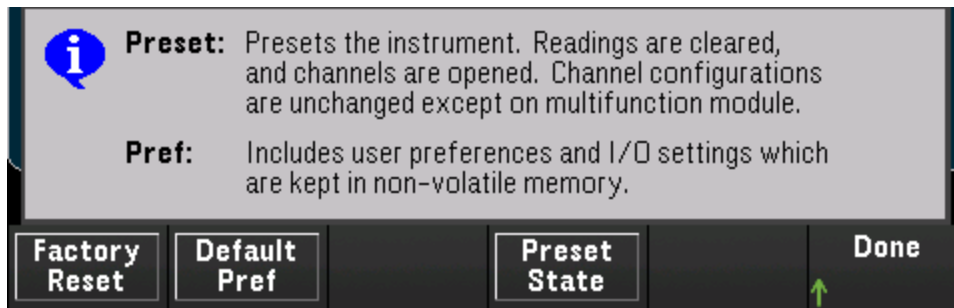 Preset: Presets the instrument. Readings are cleared,
and channels are opened. Channel configurations
are unchanged except on multifunction module.
Pref: Includes user preferences and I/O settings which
are kept in non-volatile memory.
Factory
Reset
Default
Pref
Preset
State
Done